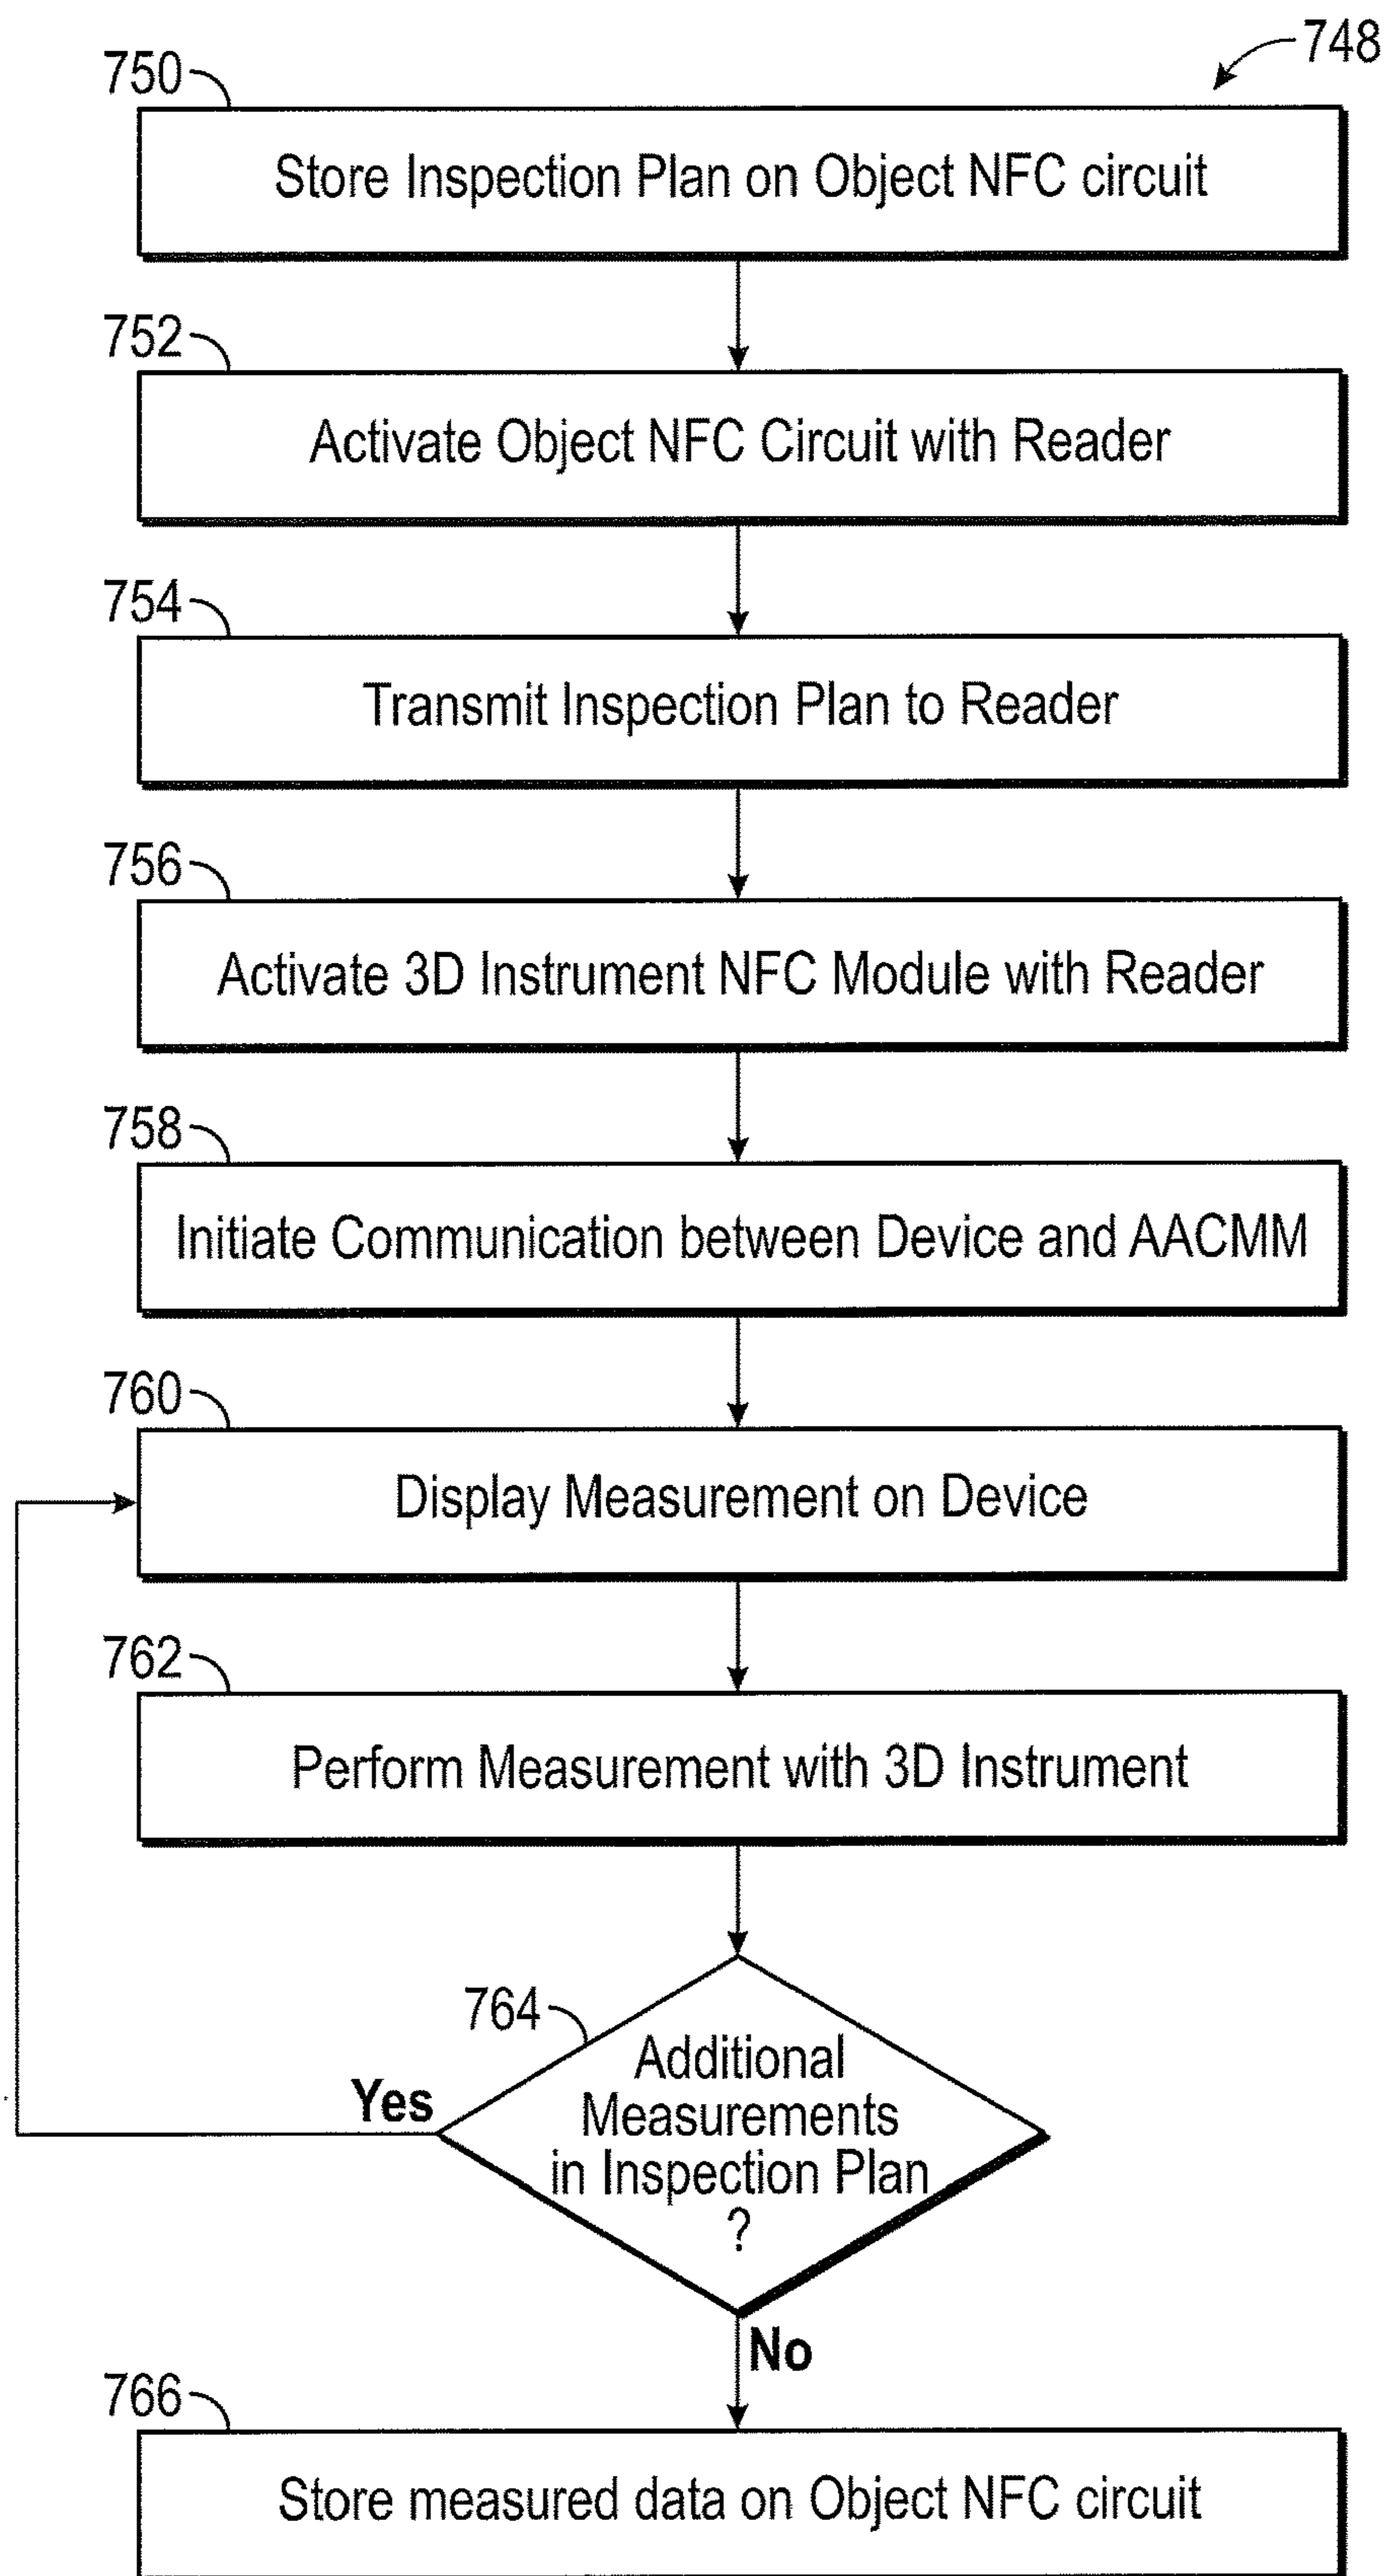 748
750
Store Inspection Plan on Object NFC circuit
752
Activate Object NFC Circuit with Reader
754
Transmit Inspection Plan to Reader
756
Activate 3D Instrument NFC Module with Reader
758
Initiate Communication between Device and AACMM
760
Display Measurement on Device
762
Perform Measurement with 3D Instrument
764
Additional
Measurements
in Inspection Plan
?
Yes
No
766
Store measured data on Object NFC circuit